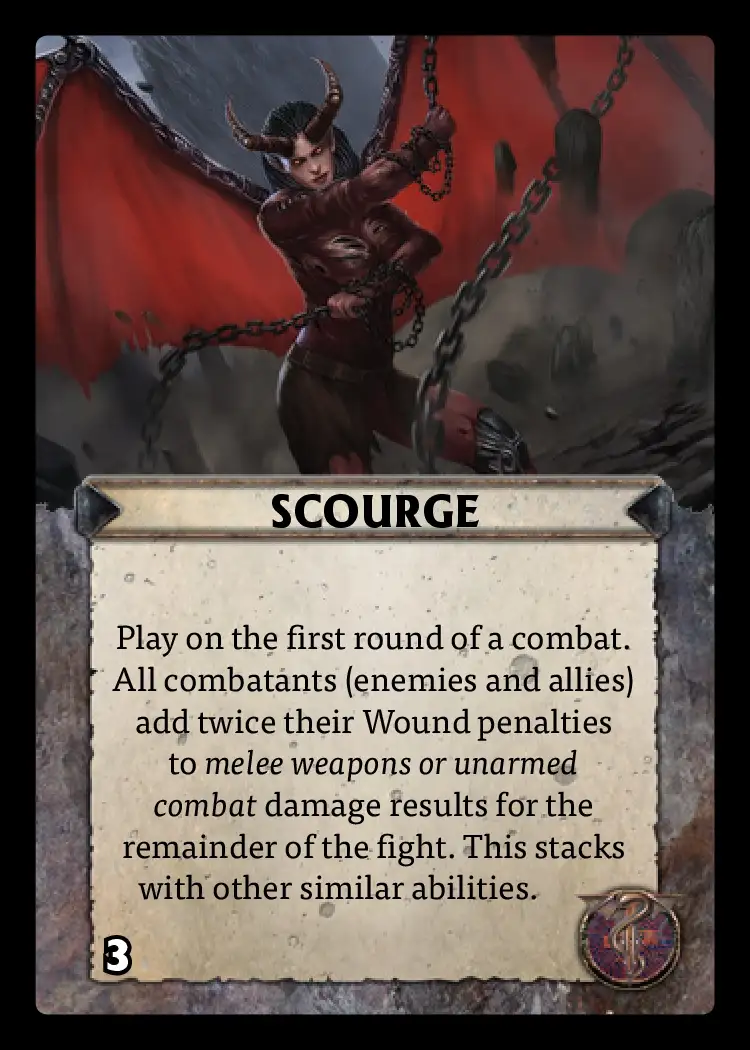 SCOURGE
Play on the first round of a combat.
All combatants (enemies and allies)
add twice their Wound penalties
to melee weapons or unarmed
combat damage results for the
remainder of the fight. This stacks
with other similar abilities.
3